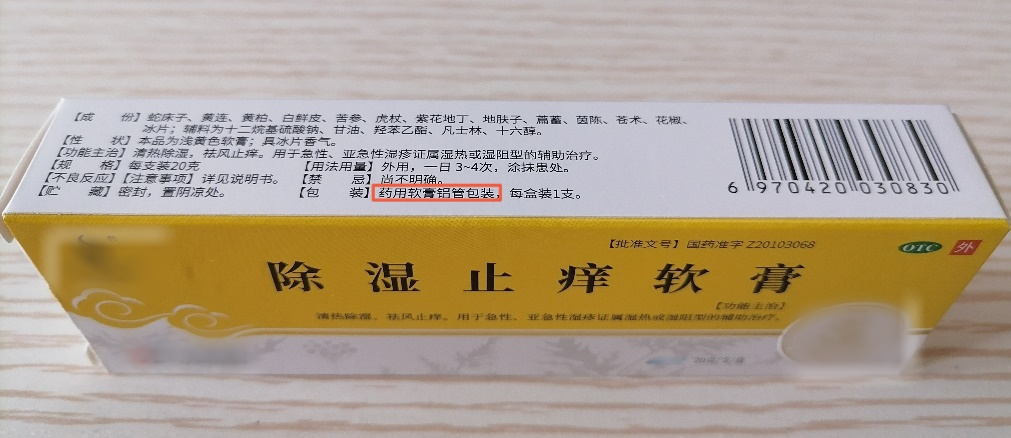 【成　份】蛇床子、黄连、黄柏、白鲜皮、苦参、虎杖、紫花地丁、地肤子、萹蓄、茵陈、苍术、花椒、
冰片；辅料为十二烷基硫酸钠、甘油、羟苯乙酯、凡士林、十六醇。
【性　状】本品为浅黄色软膏；具冰片香气。
【功能主治】清热除湿，祛风止痒。用于急性、亚急性湿疹证属湿热或湿阻型的辅助治疗。
【规　格】每支装20克　【用法用量】外用，一日3~4次，涂抹患处。
【不良反应】【注意事项】详见说明书。【禁　忌】尚不明确。
【贮　藏】密封，置阴凉处。【包　装】药用软膏铝管包装，每盒装1支。
6 970420 030830
【批准文号】国药准字 Z20103068
OTC 外
除湿止痒软膏
【功能主治】
清热除湿，祛风止痒。用于急性、亚急性湿疹证属湿热或湿阻型的辅助治疗。